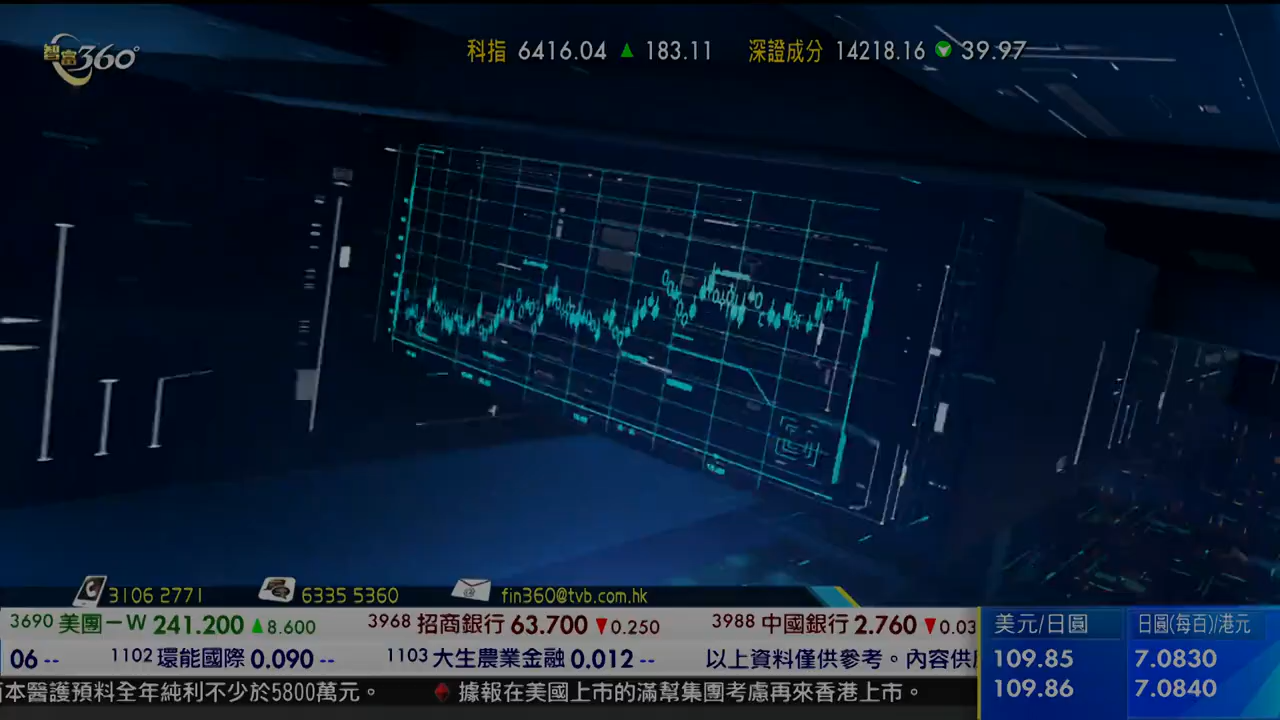 智富360°
科指 6416.04 ▲ 183.11 深證成分 14218.16 ▼ 39.97
3106 2771 6335 5360 fin360@tvb.com.hk
3690 美團－W 241.200 ▲8.600 3968 招商銀行 63.700 ▼0.250 3988 中國銀行 2.760 ▼0.03
06 -- 1102 環能國際 0.090 -- 1103 大生農業金融 0.012 -- 以上資料僅供參考。內容供
本醫護預料全年純利不少於5800萬元。 據報在美國上市的滿幫集團考慮再來香港上市。
美元/日圓 日圓(每百)/港元
109.85 7.0830
109.86 7.0840